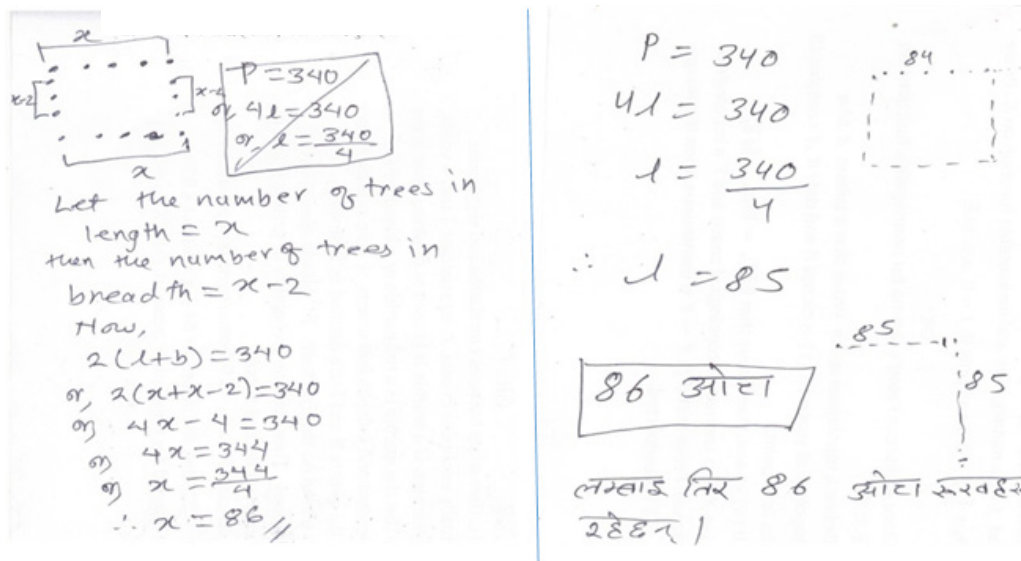 x
x-2
x-2
x
P = 340
or, 4l = 340
or, l = 340/4
Let the number of trees in
length = x
then the number of trees in
breadth = x-2
Now,
2(l+b) = 340
or, 2(x+x-2) = 340
or, 4x-4 = 340
or, 4x = 344
or, x = 344/4
∴ x = 86
P = 340
4l = 340
l = 340/4
∴ l = 85
84
85
85
86 ओटा
लम्बाइ तिर 86 ओटा रूखहरू
रहेछन् ।